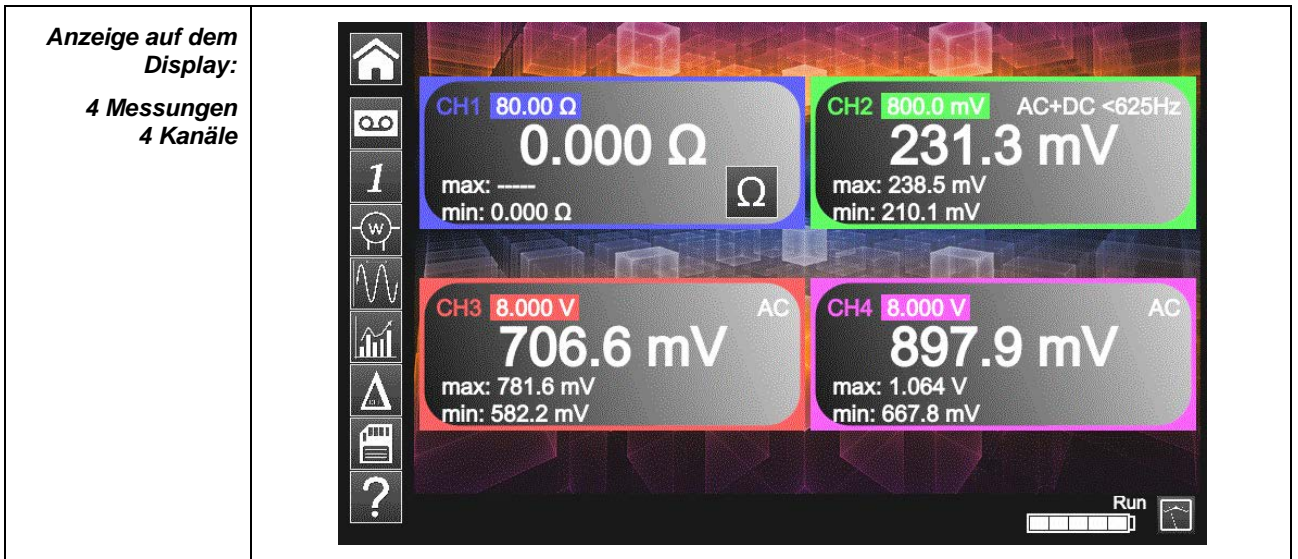 Anzeige auf dem
Display:
4 Messungen
4 Kanäle
CH1 80.00 Ω
0.000 Ω
max: -----
min: 0.000 Ω
Ω
CH2 800.0 mV AC+DC <625Hz
231.3 mV
max: 238.5 mV
min: 210.1 mV
1
W
CH3 8.000 V AC
706.6 mV
max: 781.6 mV
min: 582.2 mV
CH4 8.000 V AC
897.9 mV
max: 1.064 V
min: 667.8 mV
?
Run